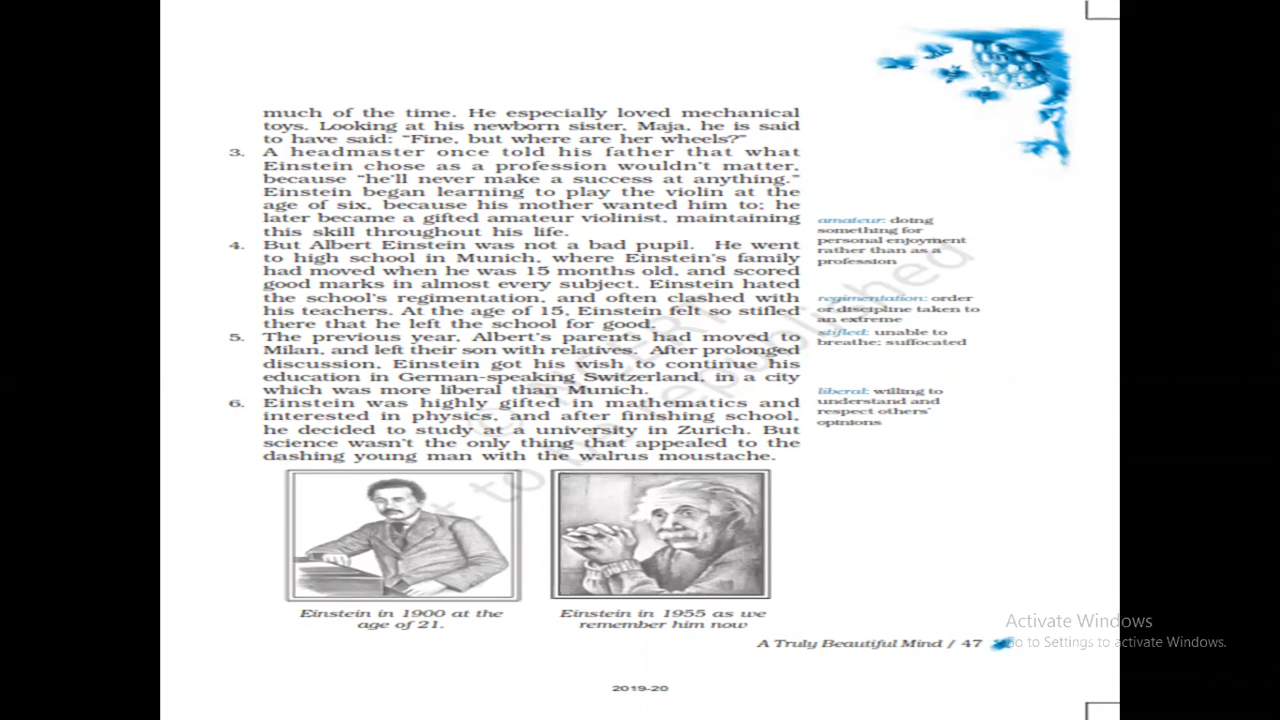 much of the time. He especially loved mechanical
toys. Looking at his newborn sister, Maja, he is said
to have said: “Fine, but where are her wheels?”
3. A headmaster once told his father that what
Einstein chose as a profession wouldn't matter,
because “he'll never make a success at anything.”
Einstein began learning to play the violin at the
age of six, because his mother wanted him to; he
later became a gifted amateur violinist, maintaining
this skill throughout his life.
4. But Albert Einstein was not a bad pupil. He went
to high school in Munich, where Einstein's family
had moved when he was 15 months old, and scored
good marks in almost every subject. Einstein hated
the school's regimentation, and often clashed with
his teachers. At the age of 15, Einstein felt so stifled
there that he left the school for good.
5. The previous year, Albert's parents had moved to
Milan, and left their son with relatives. After prolonged
discussion, Einstein got his wish to continue his
education in German-speaking Switzerland, in a city
which was more liberal than Munich.
6. Einstein was highly gifted in mathematics and
interested in physics, and after finishing school,
he decided to study at a university in Zurich. But
science wasn't the only thing that appealed to the
dashing young man with the walrus moustache.
amateur: doing
something for
personal enjoyment
rather than as a
profession
regimentation: order
or discipline taken to
an extreme
stifled: unable to
breathe; suffocated
liberal: willing to
understand and
respect others'
opinions
Einstein in 1900 at the
age of 21.
Einstein in 1955 as we
remember him now
A Truly Beautiful Mind / 47
2019-20
Activate Windows
Go to Settings to activate Windows.